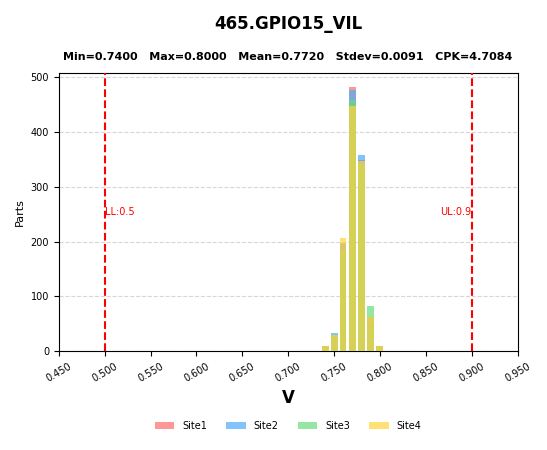 465.GPIO15_VIL
Min=0.7400 Max=0.8000 Mean=0.7720 Stdev=0.0091 CPK=4.7084
500
400
300
200
100
0
Parts
LL:0.5
UL:0.9
0.450 0.500 0.550 0.600 0.650 0.700 0.750 0.800 0.850 0.900 0.950
V
Site1 Site2 Site3 Site4